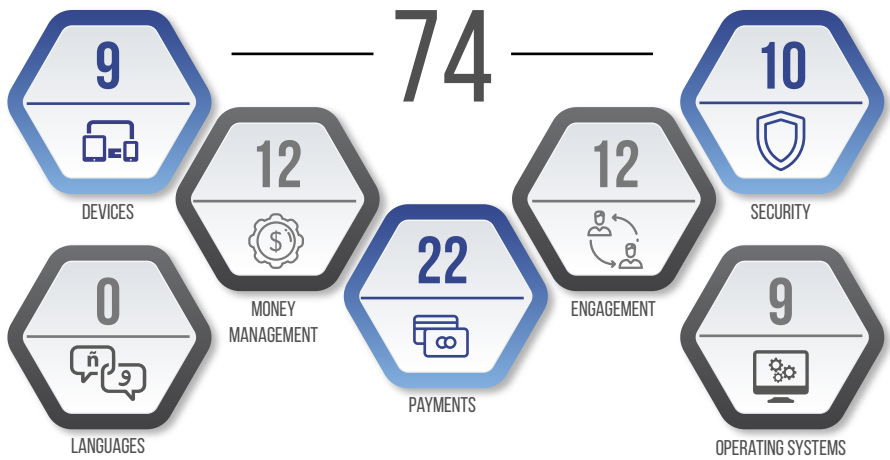 74
9
DEVICES
12
MONEY
MANAGEMENT
22
PAYMENTS
12
ENGAGEMENT
10
SECURITY
0
ñ و
LANGUAGES
9
OPERATING SYSTEMS